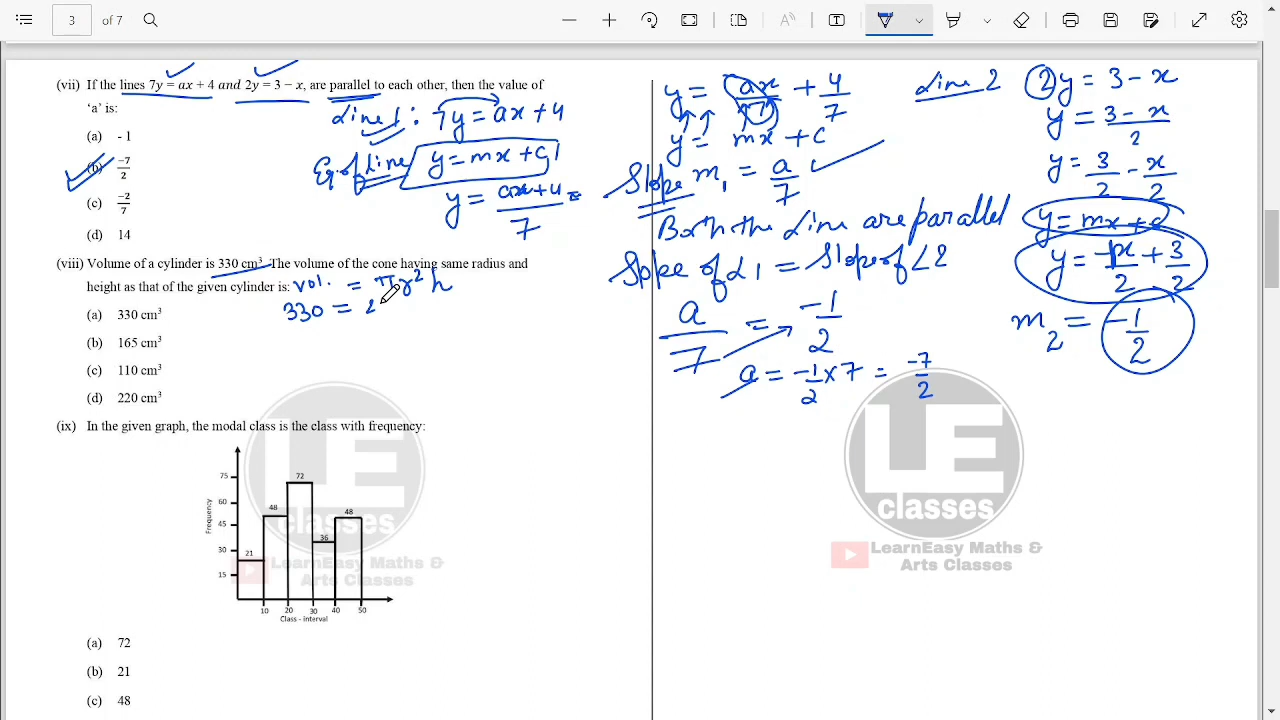 3 of 7
(vii) If the lines 7y = ax + 4 and 2y = 3 – x, are parallel to each other, then the value of
‘a’ is:
(a) - 1
(b) -7/2
(c) -2/7
(d) 14
Line 1 : 7y = ax + 4
Eq. of Line y = mx + c
y = ax+4 / 7 =
(viii) Volume of a cylinder is 330 cm³. The volume of the cone having same radius and
height as that of the given cylinder is: vol. = πr²h
330 =
(a) 330 cm³
(b) 165 cm³
(c) 110 cm³
(d) 220 cm³
(ix) In the given graph, the modal class is the class with frequency:
Frequency
75
60
45
30
15
21
48
72
36
48
10 20 30 40 50
Class - interval
(a) 72
(b) 21
(c) 48
y = ax/7 + 4/7
y = mx + c
Slope m₁ = a/7
Both the Line are parallel
Slope of L1 = Slope of L2
a/7 = -1/2
a = -1/2 × 7 = -7/2
Line 2
2y = 3 - x
y = 3 - x / 2
y = 3/2 - x/2
y = mx + c
y = -1x/2 + 3/2
m₂ = -1/2
LE
classes
LearnEasy Maths &
Arts Classes
LE
classes
LearnEasy Maths &
Arts Classes